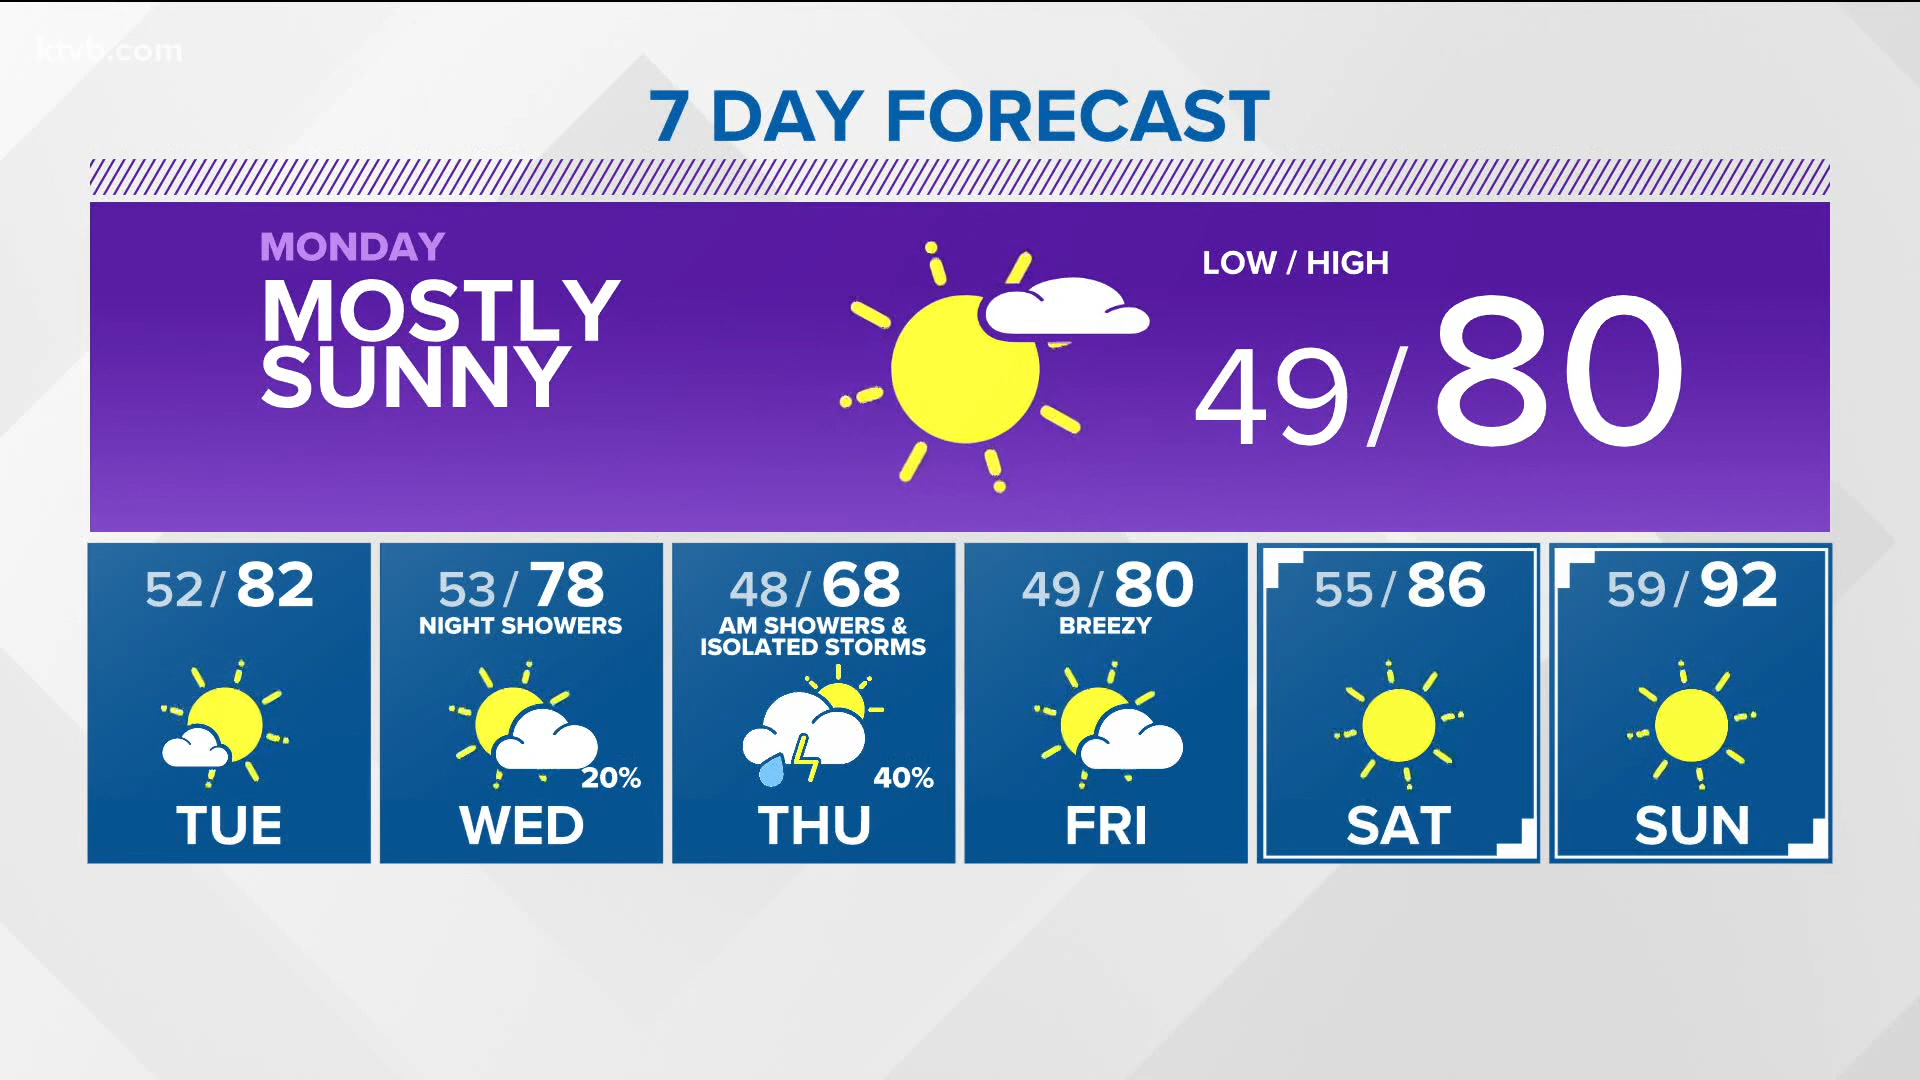 ktvb.com
7 DAY FORECAST
MONDAY
MOSTLY
SUNNY
LOW / HIGH
49/80
52/82
TUE
53/78
NIGHT SHOWERS
20%
WED
48/68
AM SHOWERS &
ISOLATED STORMS
40%
THU
49/80
BREEZY
FRI
55/86
SAT
59/92
SUN